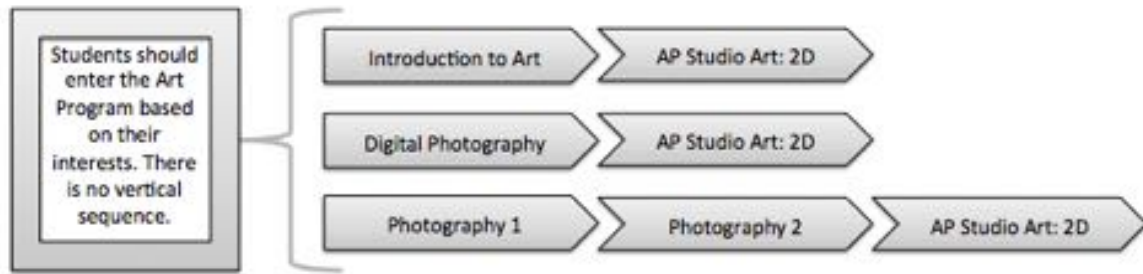 Students should
enter the Art
Program based
on their
interests. There
is no vertical
sequence.
Introduction to Art
AP Studio Art: 2D
Digital Photography
AP Studio Art: 2D
Photography 1
Photography 2
AP Studio Art: 2D